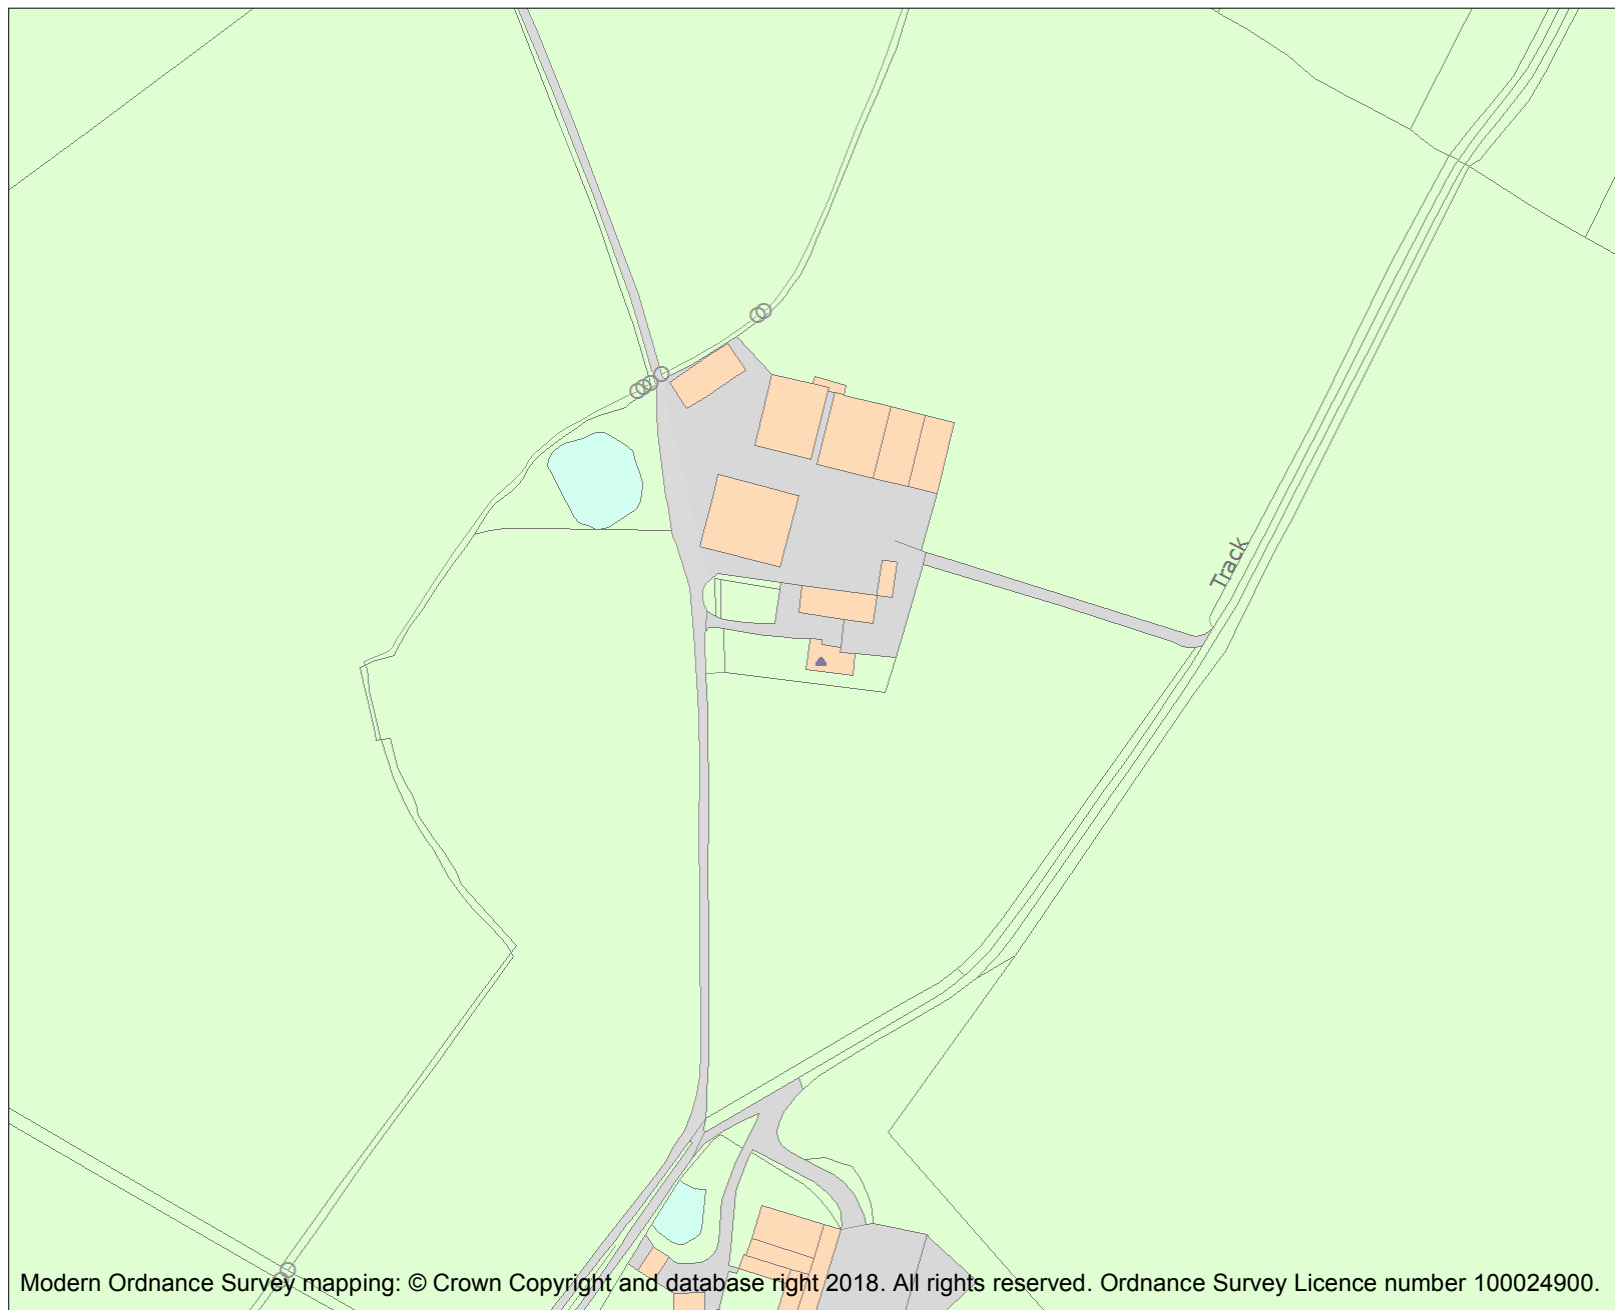 Track
Modern Ordnance Survey mapping: © Crown Copyright and database right 2018. All rights reserved. Ordnance Survey Licence number 100024900.